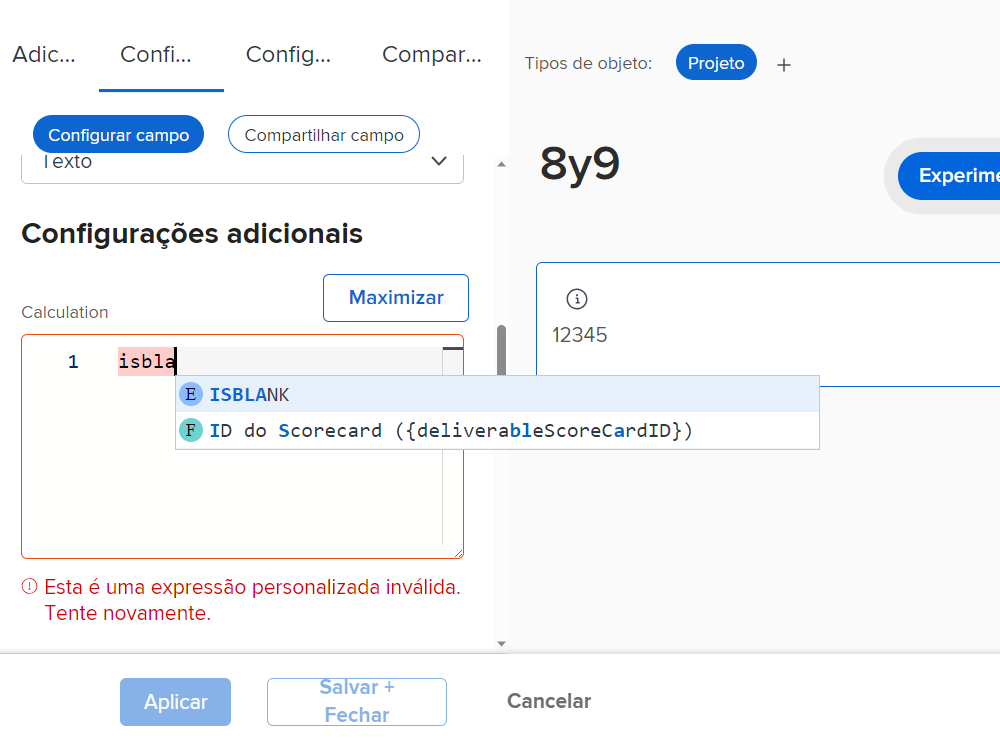 Adic...
Confi...
Config...
Compar...
Tipos de objeto:
Projeto
Configurar campo
Compartilhar campo
Texto
8y9
Experime
Configurações adicionais
Maximizar
Calculation
12345
1
isbla
E ISBLANK
F ID do Scorecard ({deliverableScoreCardID})
Esta é uma expressão personalizada inválida.
Tente novamente.
Aplicar
Salvar +
Fechar
Cancelar